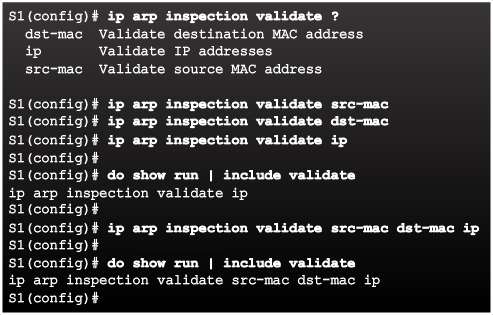 S1(config)# ip arp inspection validate ?
dst-mac Validate destination MAC address
ip Validate IP addresses
src-mac Validate source MAC address
S1(config)# ip arp inspection validate src-mac
S1(config)# ip arp inspection validate dst-mac
S1(config)# ip arp inspection validate ip
S1(config)#
S1(config)# do show run | include validate
ip arp inspection validate ip
S1(config)#
S1(config)# ip arp inspection validate src-mac dst-mac ip
S1(config)#
S1(config)# do show run | include validate
ip arp inspection validate src-mac dst-mac ip
S1(config)#